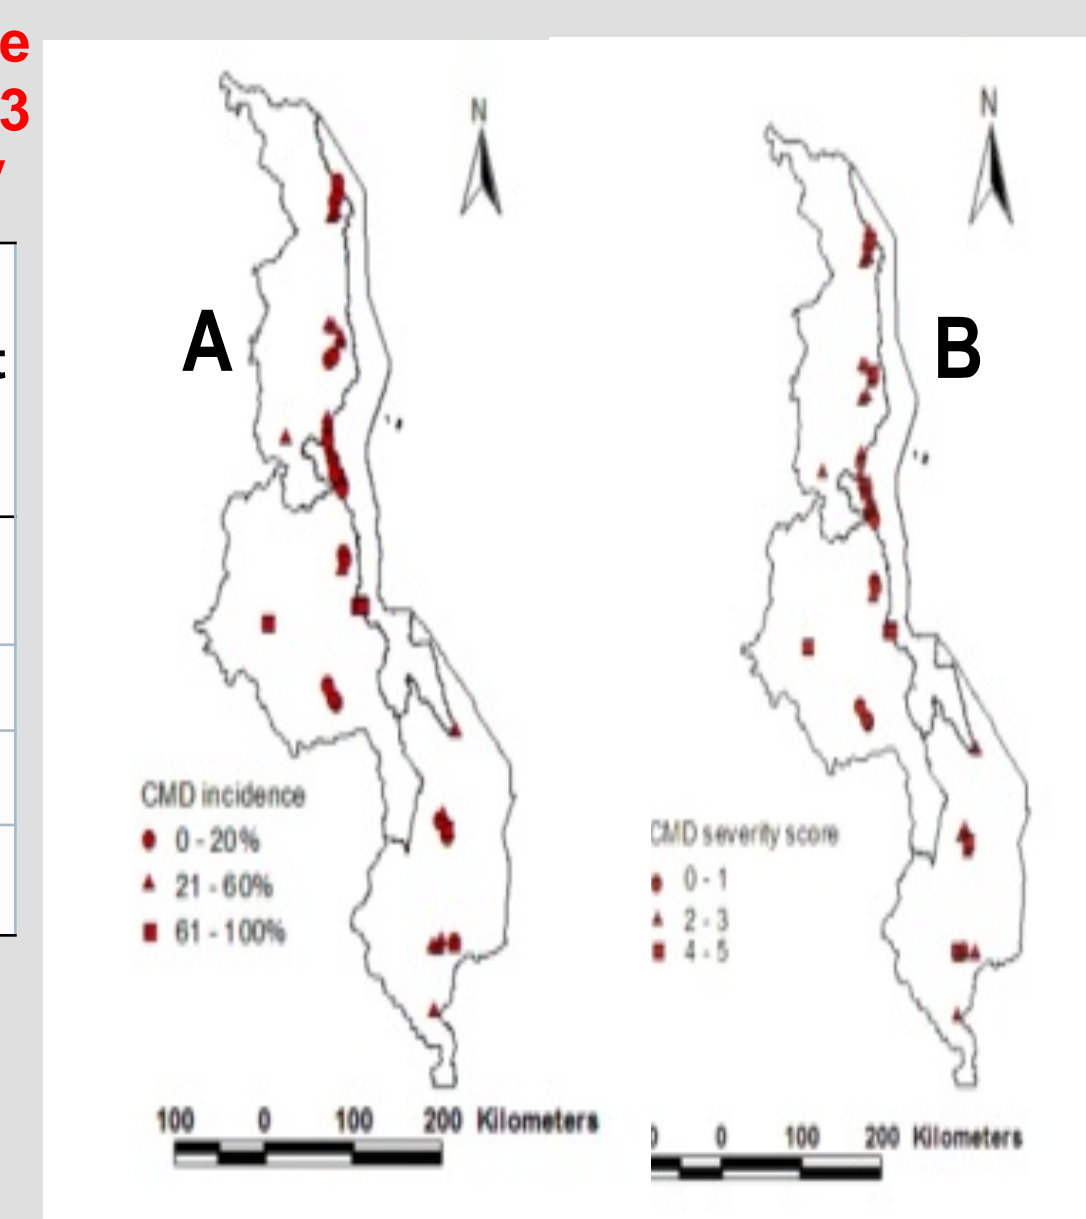 e
3
N
N
A
B
CMD incidence
0 - 20%
21 - 60%
61 - 100%
CMD severity score
0 - 1
2 - 3
4 - 5
100 0 100 200 Kilometers
0 0 100 200 Kilometers